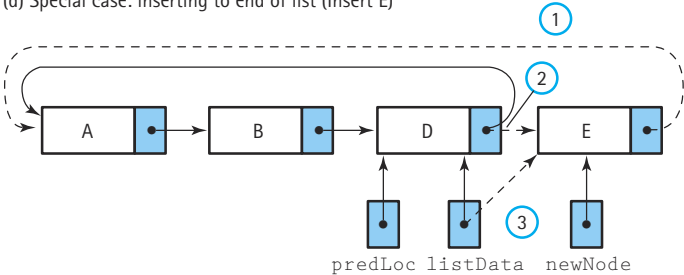 (d) Special case: inserting to end of list (Insert E)
1
2
A B D E
3
predLoc listData newNode